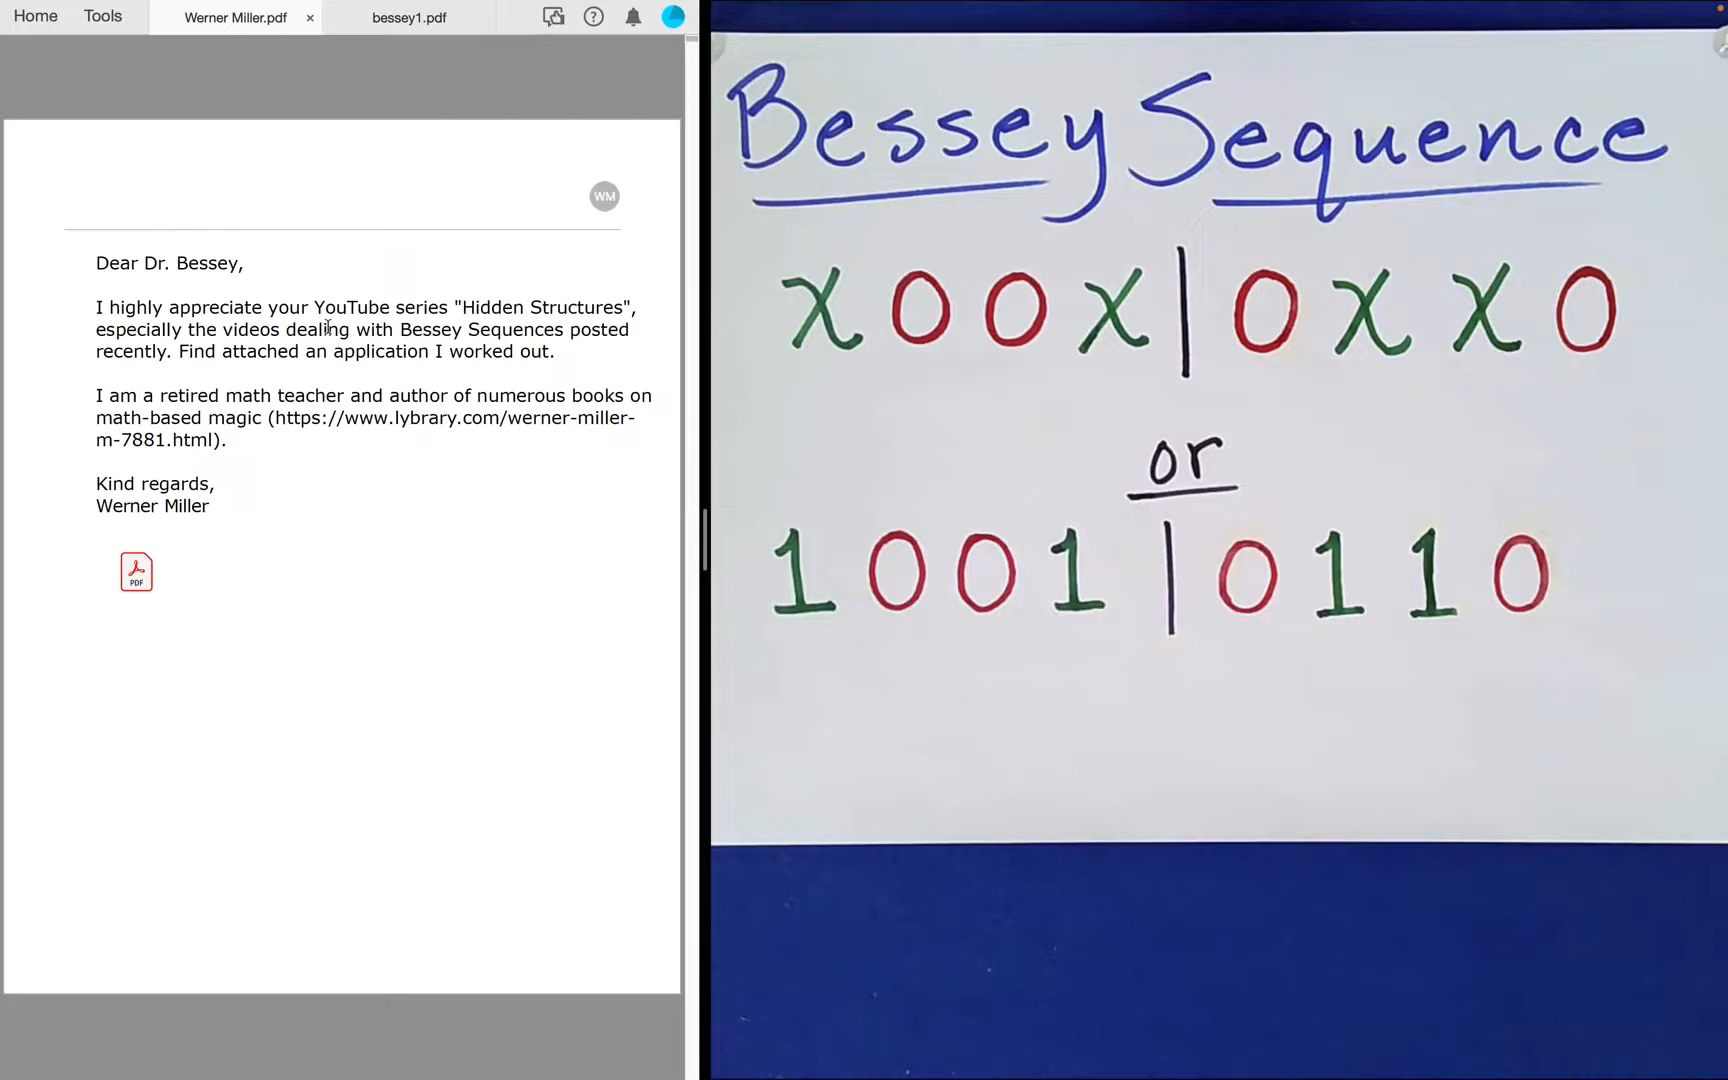 Home Tools Werner Miller.pdf × bessey1.pdf ?
WM
Dear Dr. Bessey,
I highly appreciate your YouTube series "Hidden Structures",
especially the videos dealing with Bessey Sequences posted
recently. Find attached an application I worked out.
I am a retired math teacher and author of numerous books on
math-based magic (https://www.lybrary.com/werner-miller-
m-7881.html).
Kind regards,
Werner Miller
PDF
Bessey Sequence
X O O X | O X X O
or
1 0 0 1 | 0 1 1 0